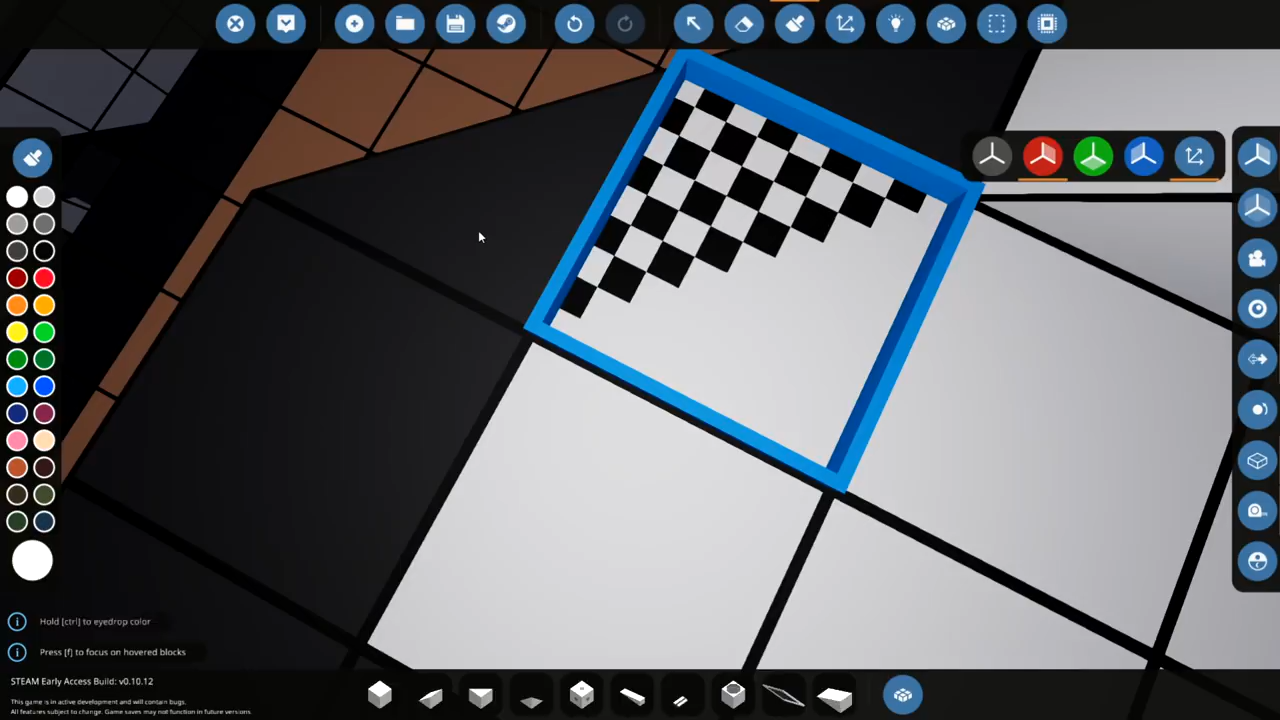 Hold [ctrl] to eyedrop color
Press [f] to focus on hovered blocks
STEAM Early Access Build: v0.10.12
This game is in active development and will contain bugs.
All features subject to change. Game saves may not function in future versions.